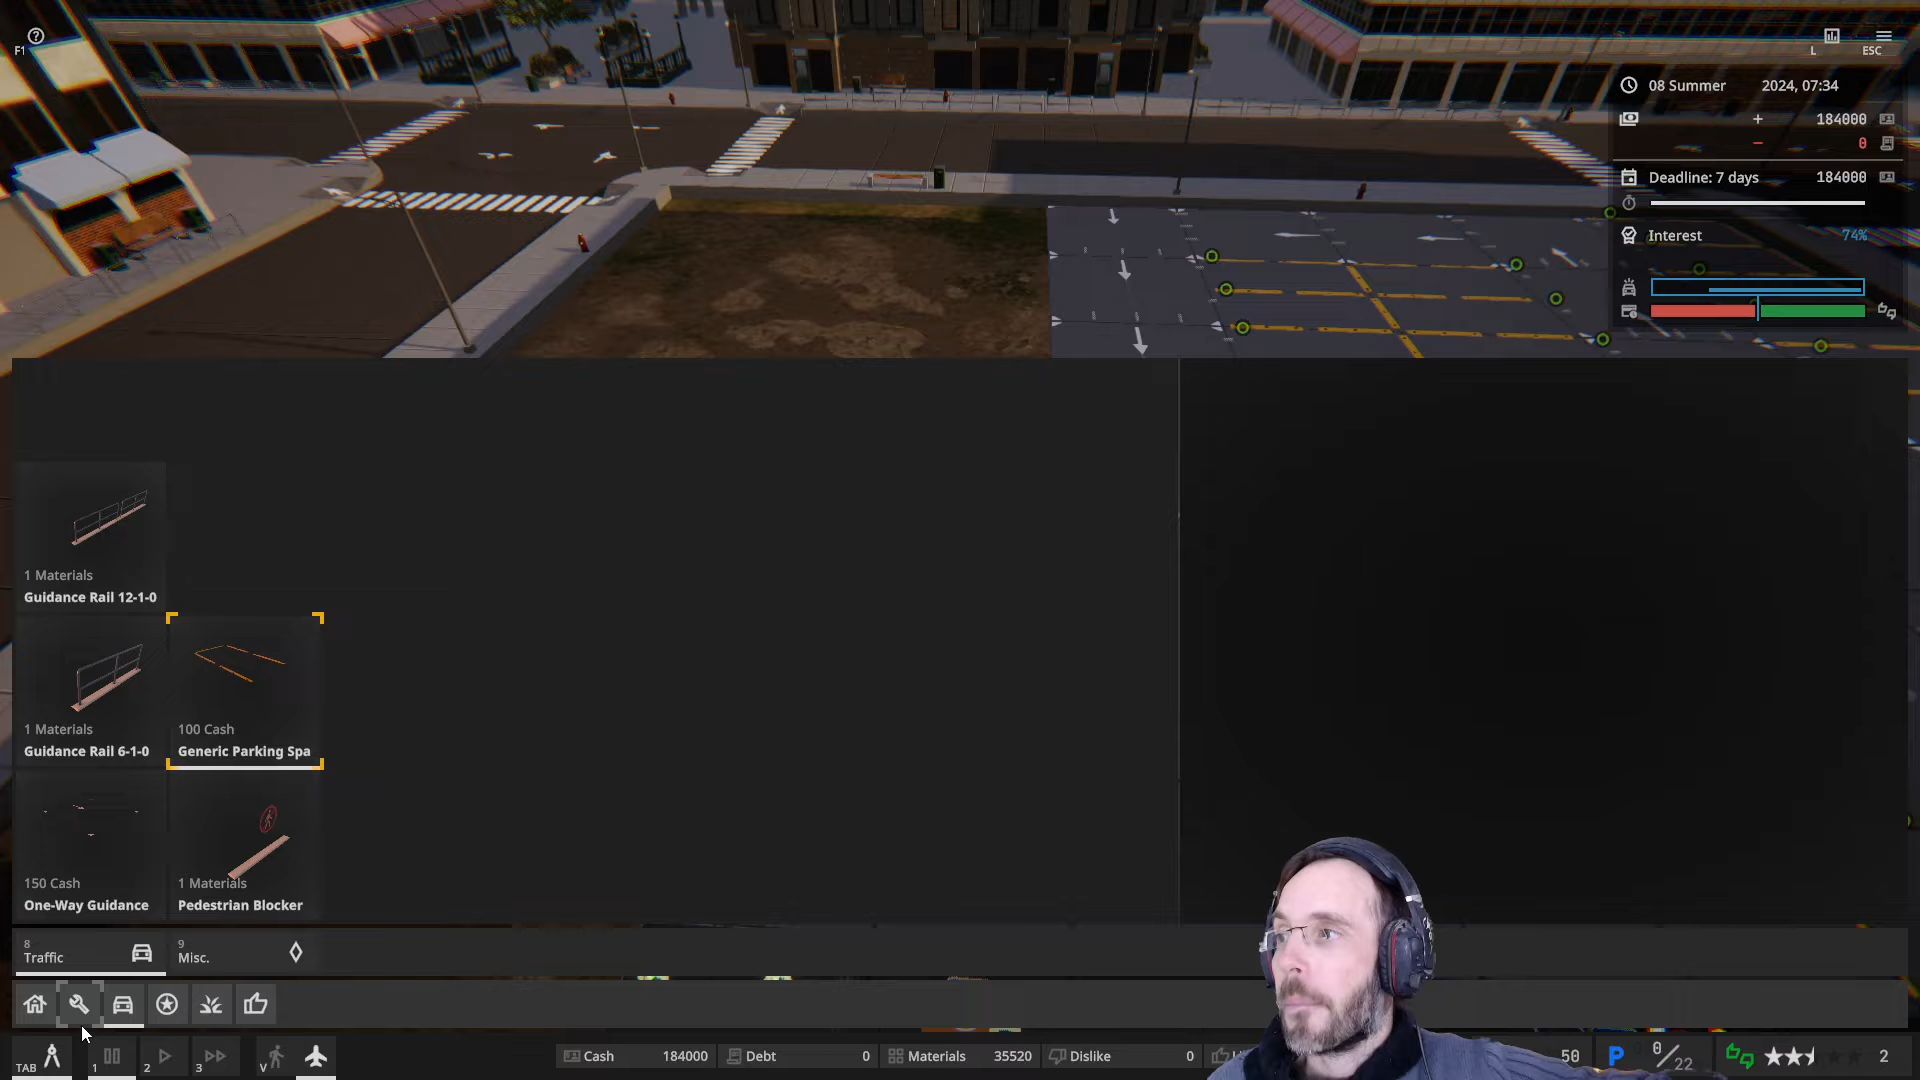 F1
L
ESC
08 Summer 2024, 07:34
+ 184000
− 0
Deadline: 7 days 184000
Interest 74%
1 Materials
Guidance Rail 12-1-0
1 Materials
Guidance Rail 6-1-0
100 Cash
Generic Parking Spa
150 Cash
One-Way Guidance
1 Materials
Pedestrian Blocker
8
Traffic
9
Misc.
TAB
1
2
3
V
Cash 184000
Debt 0
Materials 35520
Dislike 0
50
P 0/22
2